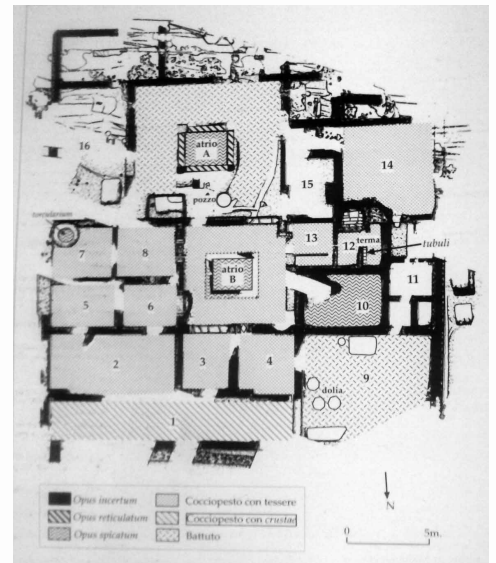 atrio
A
16
14
15
pozzo
torcularium
7
8
13
12
terma
tubuli
atrio
B
11
5
6
10
2
3
4
9
dolia
1
N
Opus incertum
Cocciopesto con tessere
Opus reticulatum
Cocciopesto con crustae
Opus spicatum
Battuto
0
5m.